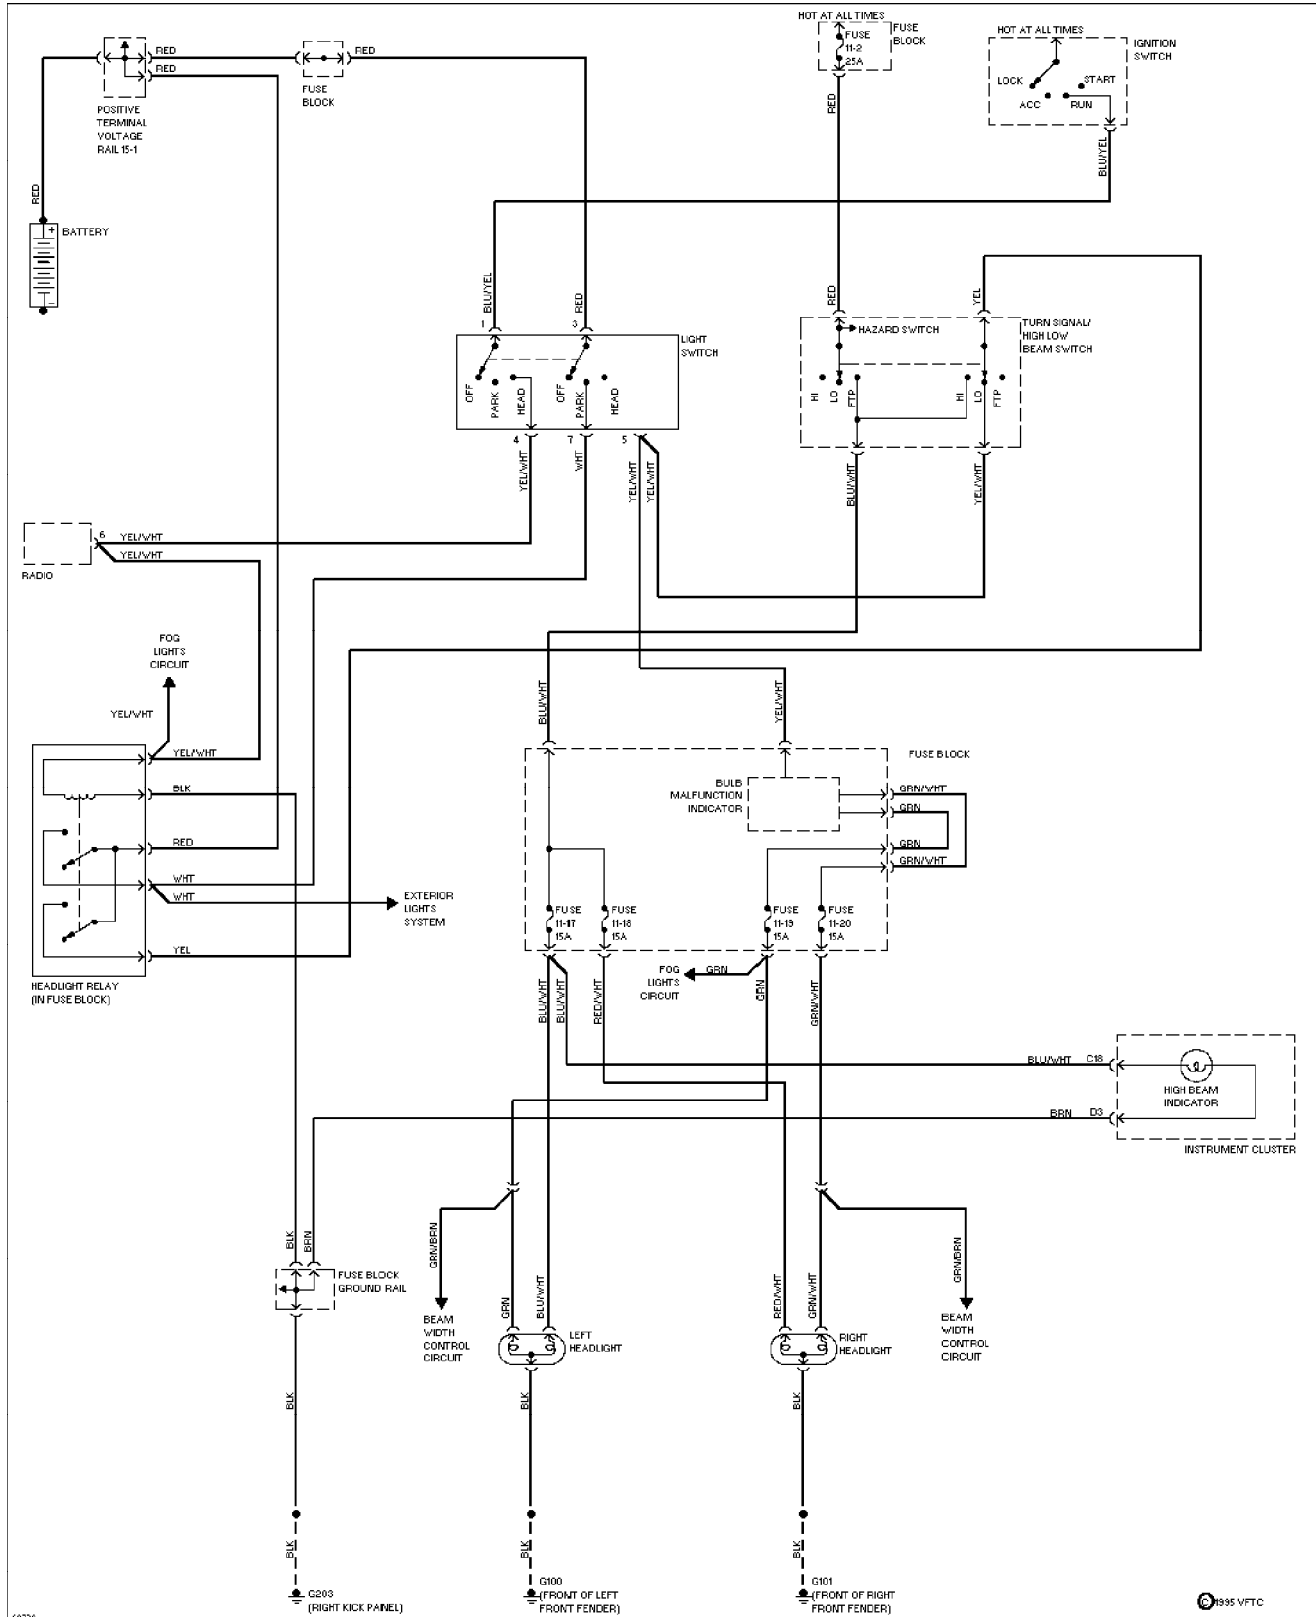 HOT AT ALL TIMES
FUSE
11-2
25A
FUSE
BLOCK
HOT AT ALL TIMES
IGNITION
SWITCH
LOCK
START
ACC
RUN
RED
RED
RED
FUSE
BLOCK
POSITIVE
TERMINAL
VOLTAGE
RAIL 15-1
RED
BLU/YEL
RED
+
BATTERY
-
BLU/YEL
RED
RED
YEL
1
3
LIGHT
SWITCH
OFF
PARK
HEAD
OFF
PARK
HEAD
HAZARD SWITCH
TURN SIGNAL/
HIGH LOW
BEAM SWITCH
HI
LO
FTP
HI
LO
FTP
4
7
5
YEL/WHT
WHT
YEL/WHT
YEL/WHT
BLU/WHT
YEL/WHT
RADIO
6
YEL/WHT
YEL/WHT
FOG
LIGHTS
CIRCUIT
YEL/WHT
YEL/WHT
BLK
RED
WHT
WHT
YEL
EXTERIOR
LIGHTS
SYSTEM
HEADLIGHT RELAY
(IN FUSE BLOCK)
BLU/WHT
YEL/WHT
FUSE BLOCK
BULB
MALFUNCTION
INDICATOR
GRN/WHT
GRN
GRN
GRN/WHT
FUSE
11-17
15A
FUSE
11-18
15A
FUSE
11-19
15A
FUSE
11-20
15A
FOG
LIGHTS
CIRCUIT
GRN
BLU/WHT
BLU/WHT
RED/WHT
GRN
GRN/WHT
BLU/WHT
C18
HIGH BEAM
INDICATOR
BRN
D3
INSTRUMENT CLUSTER
BLK
BRN
FUSE BLOCK
GROUND RAIL
GRN/BRN
BEAM
WIDTH
CONTROL
CIRCUIT
GRN
BLU/WHT
LEFT
HEADLIGHT
RED/WHT
GRN/WHT
RIGHT
HEADLIGHT
GRN/BRN
BEAM
WIDTH
CONTROL
CIRCUIT
BLK
BLK
BLK
BLK
BLK
BLK
G203
(RIGHT KICK PAINEL)
G100
(FRONT OF LEFT
FRONT FENDER)
G101
(FRONT OF RIGHT
FRONT FENDER)
© 1995 VFTC